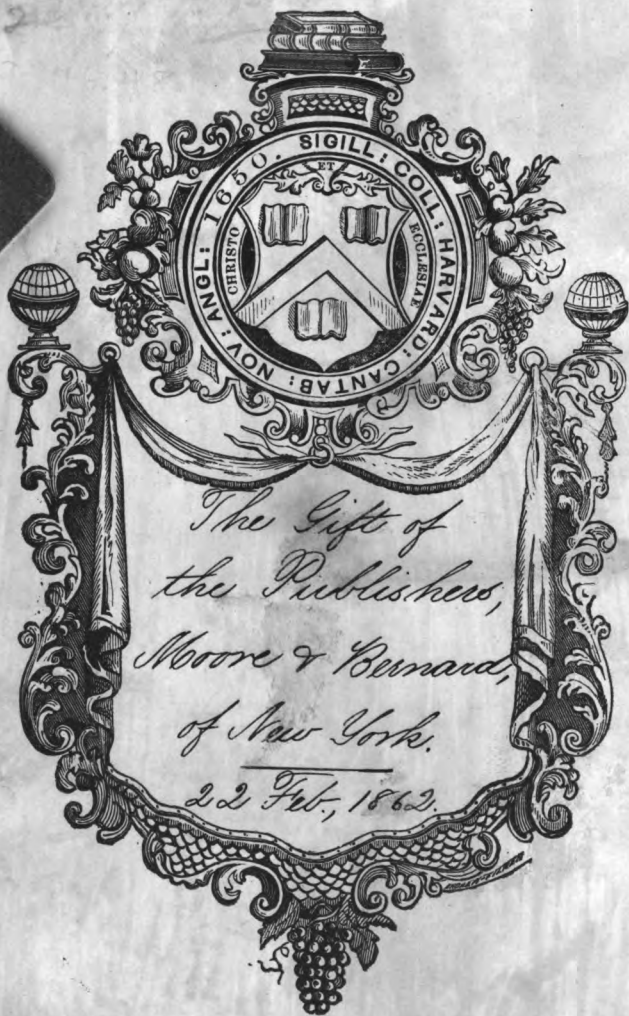 SIGILL: COLL: HARVARD: CANTAB: NOV: ANGL: 1650.
CHRISTO ET ECCLESIAE
The Gift of
the Publishers,
Moore & Bernard,
of New York.
22 Feb., 1862.